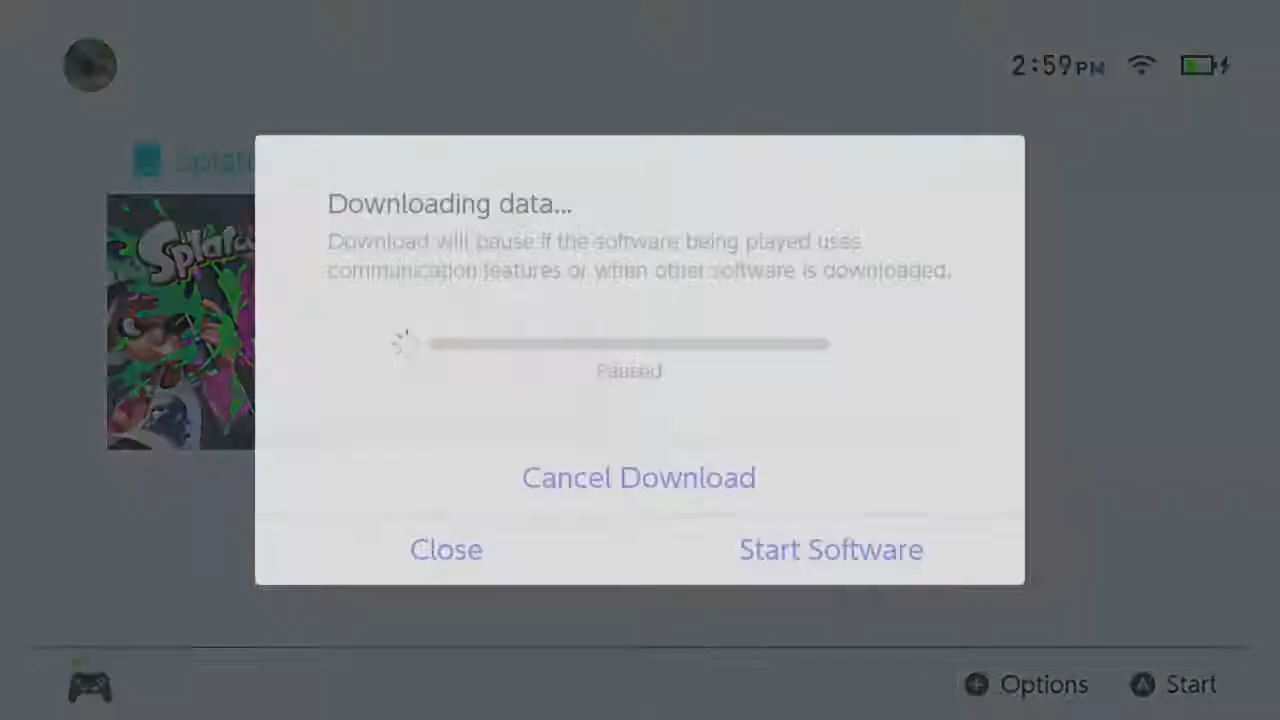 2:59PM
Downloading data...
Download will pause if the software being played uses
communication features or when other software is downloaded.
Paused
Cancel Download
Close
Start Software
Options
Start